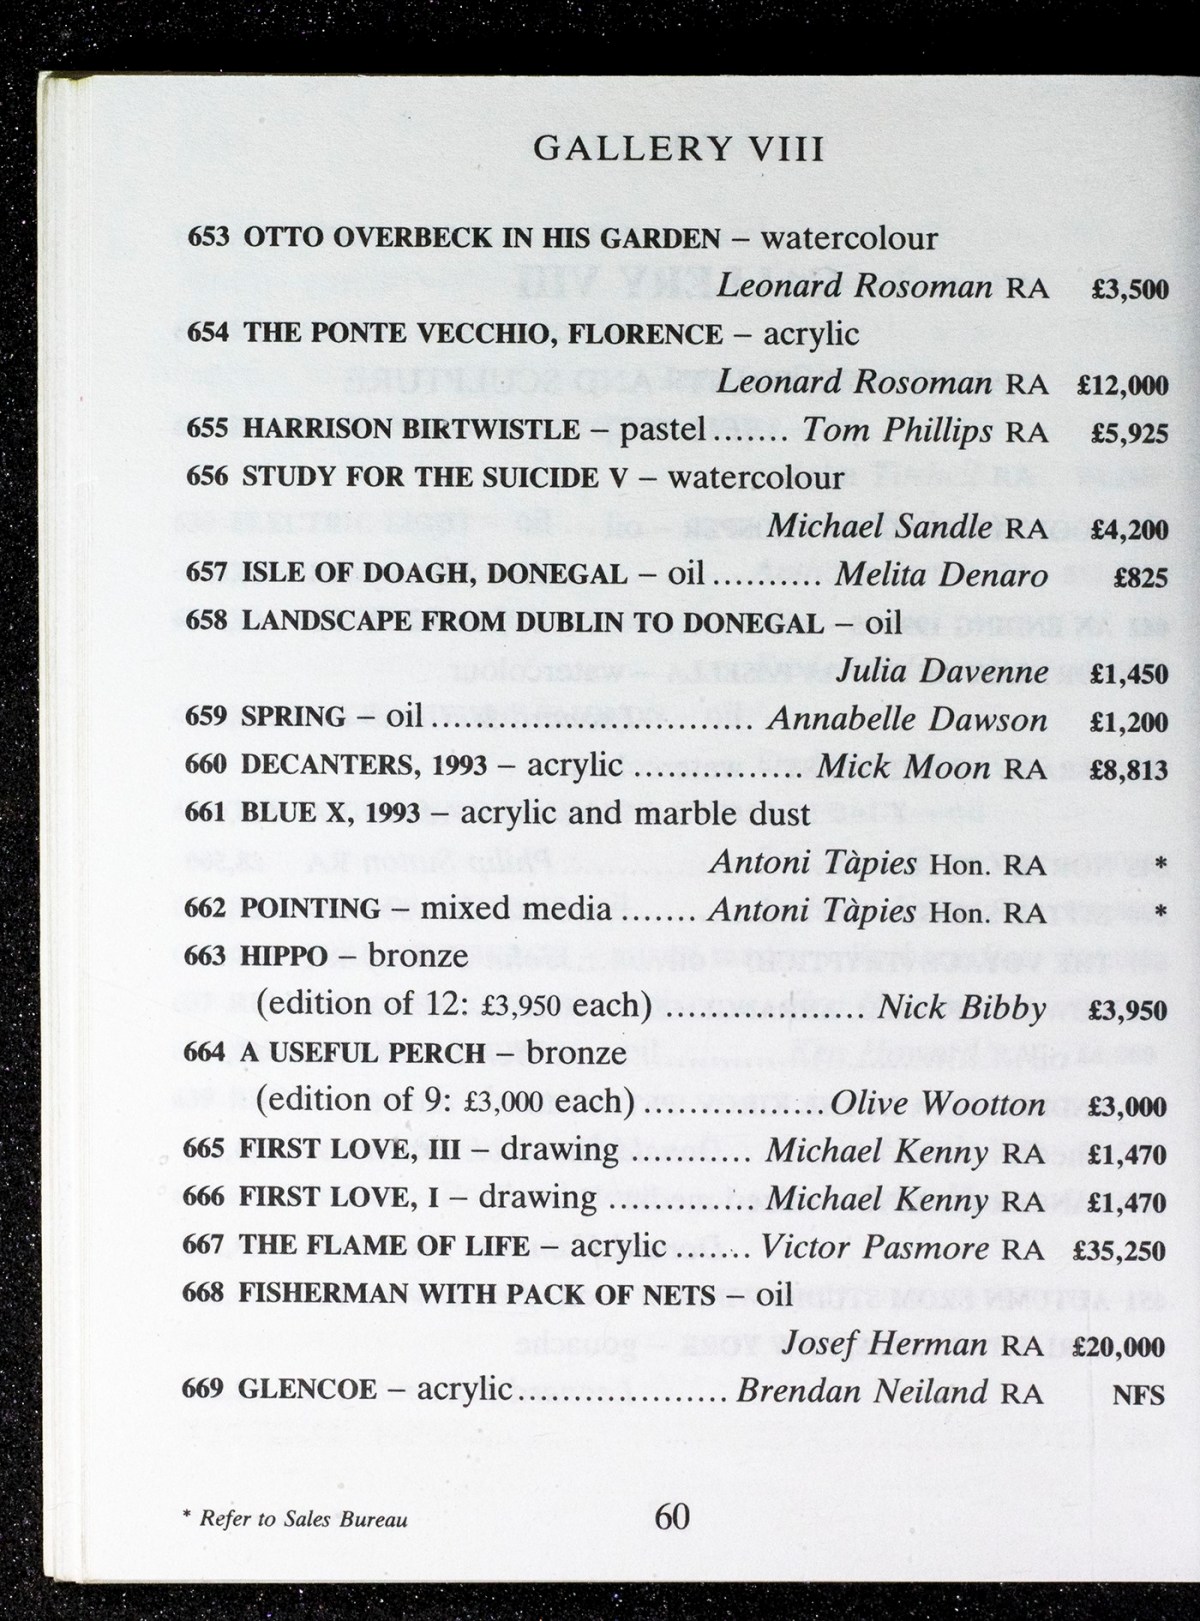 GALLERY VIII
653 OTTO OVERBECK IN HIS GARDEN – watercolour
Leonard Rosoman RA £3,500
654 THE PONTE VECCHIO, FLORENCE – acrylic
Leonard Rosoman RA £12,000
655 HARRISON BIRTWISTLE – pastel....... Tom Phillips RA £5,925
656 STUDY FOR THE SUICIDE V – watercolour
Michael Sandle RA £4,200
657 ISLE OF DOAGH, DONEGAL – oil.......... Melita Denaro £825
658 LANDSCAPE FROM DUBLIN TO DONEGAL – oil
Julia Davenne £1,450
659 SPRING – oil.............................. Annabelle Dawson £1,200
660 DECANTERS, 1993 – acrylic ............... Mick Moon RA £8,813
661 BLUE X, 1993 – acrylic and marble dust
Antoni Tàpies Hon. RA *
662 POINTING – mixed media ....... Antoni Tàpies Hon. RA *
663 HIPPO – bronze
(edition of 12: £3,950 each).................. Nick Bibby £3,950
664 A USEFUL PERCH – bronze
(edition of 9: £3,000 each)................Olive Wootton £3,000
665 FIRST LOVE, III – drawing ........... Michael Kenny RA £1,470
666 FIRST LOVE, I – drawing ............. Michael Kenny RA £1,470
667 THE FLAME OF LIFE – acrylic....... Victor Pasmore RA £35,250
668 FISHERMAN WITH PACK OF NETS – oil
Josef Herman RA £20,000
669 GLENCOE – acrylic................... Brendan Neiland RA NFS
* Refer to Sales Bureau
60